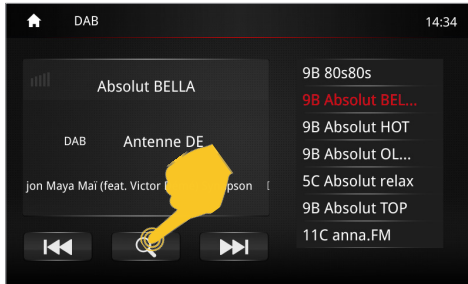 DAB 14:34
Absolut BELLA
DAB Antenne DE
jon Maya Maï (feat. Victor
9B 80s80s
9B Absolut BEL...
9B Absolut HOT
9B Absolut OL...
5C Absolut relax
9B Absolut TOP
11C anna.FM